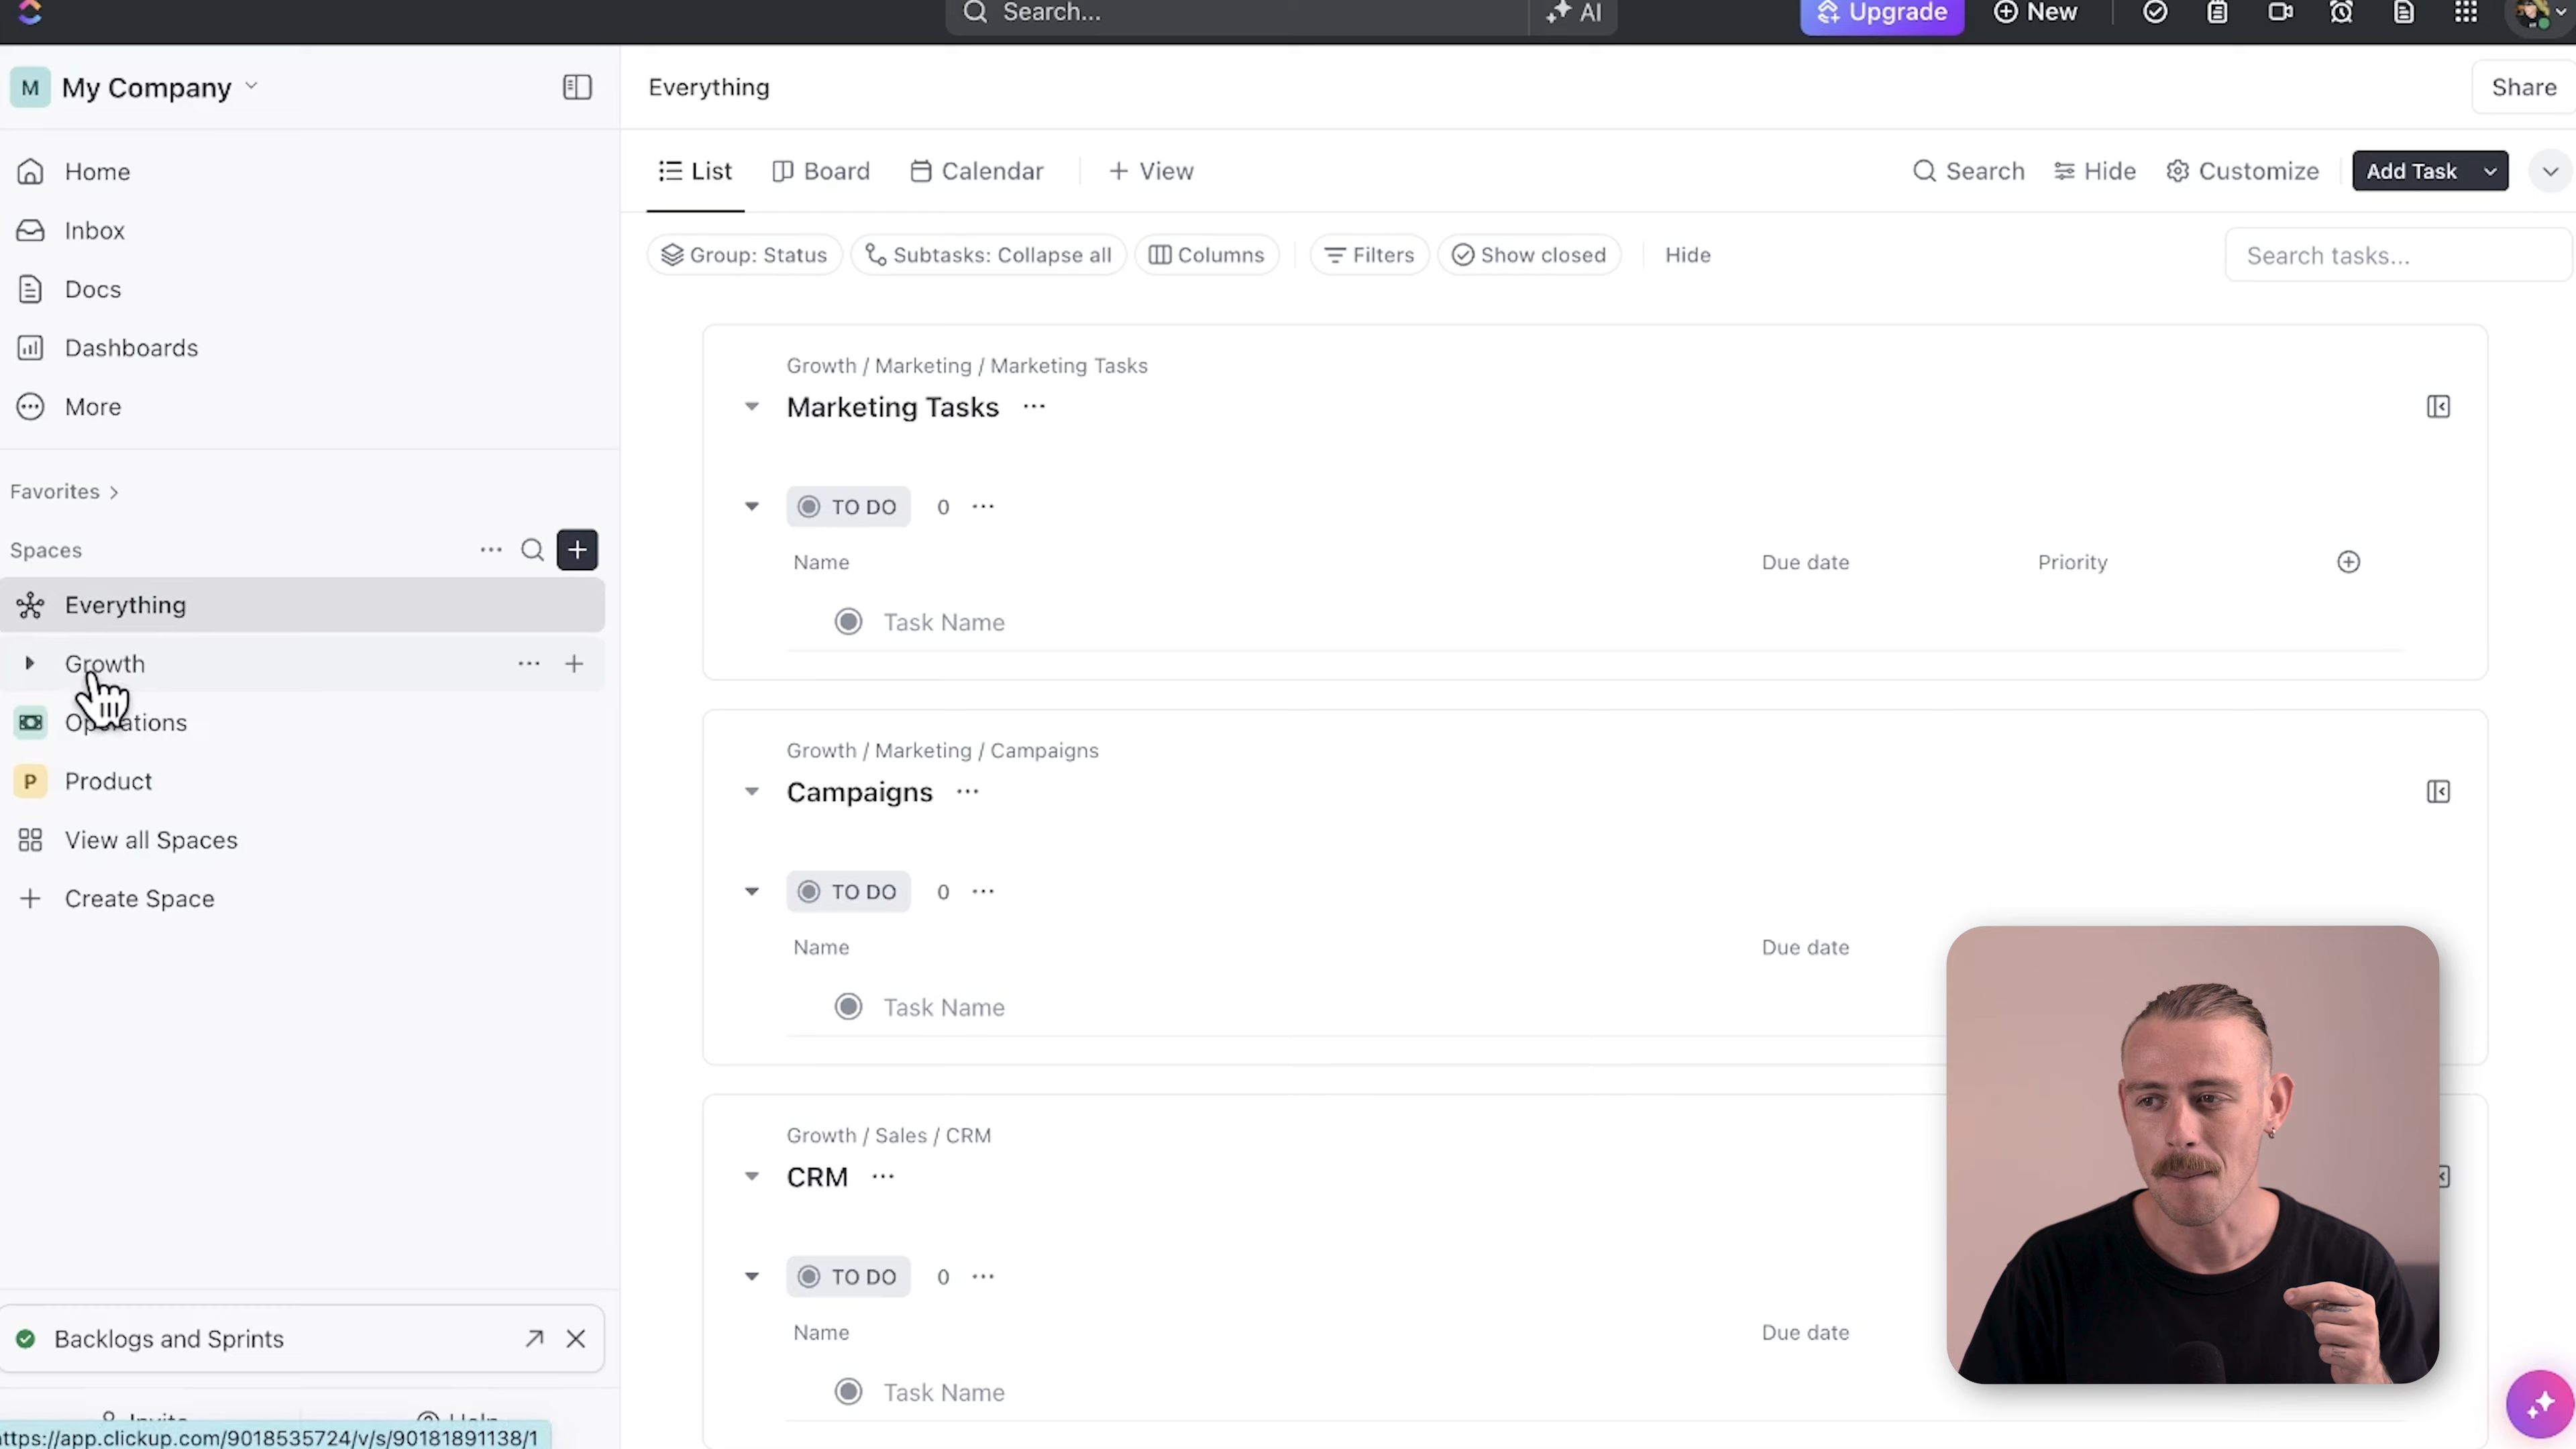 Search...
AI
Upgrade
New
M
My Company
Everything
Share
Home
Inbox
Docs
Dashboards
More
List
Board
Calendar
+ View
Search
Hide
Customize
Add Task
Group: Status
Subtasks: Collapse all
Columns
Filters
Show closed
Hide
Search tasks...
Favorites
Spaces
Everything
Growth
Operations
P
Product
View all Spaces
Create Space
Growth / Marketing / Marketing Tasks
Marketing Tasks
TO DO 0
Name Due date Priority
Task Name
Growth / Marketing / Campaigns
Campaigns
TO DO 0
Name Due date
Task Name
Growth / Sales / CRM
CRM
TO DO 0
Name Due date
Task Name
Backlogs and Sprints
Invite
Help
https://app.clickup.com/9018535724/v/s/90181891138/1